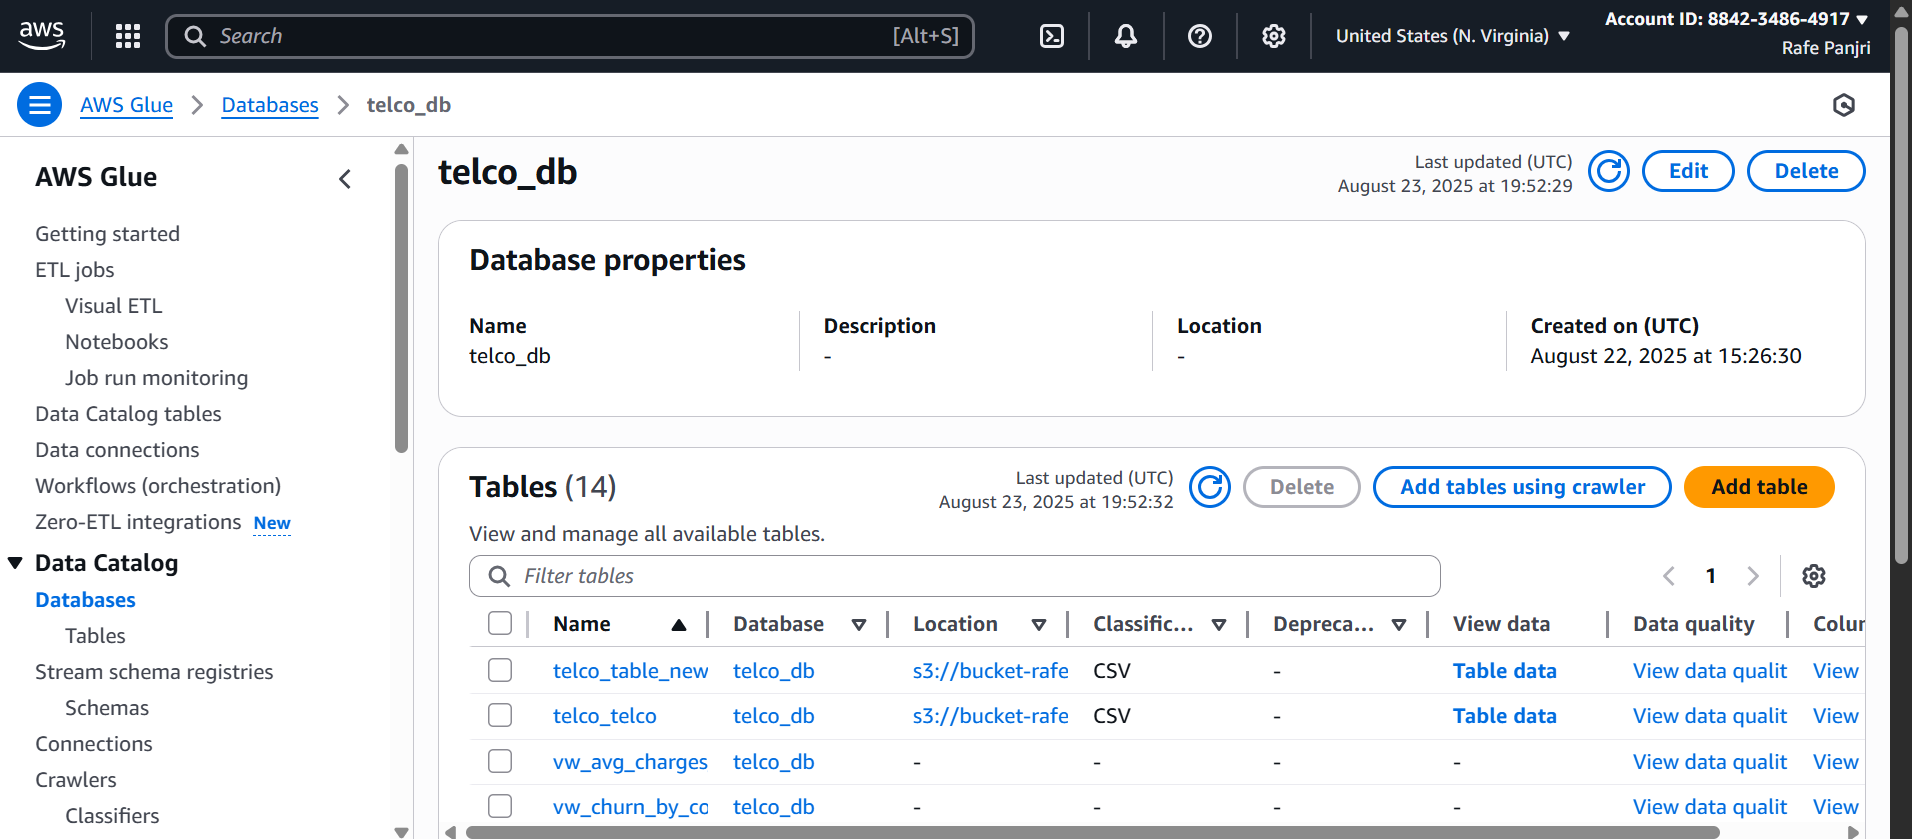 aws
Search [Alt+S]
United States (N. Virginia)
Account ID: 8842-3486-4917
Rafe Panjri
AWS Glue > Databases > telco_db
AWS Glue
Getting started
ETL jobs
Visual ETL
Notebooks
Job run monitoring
Data Catalog tables
Data connections
Workflows (orchestration)
Zero-ETL integrations New
Data Catalog
Databases
Tables
Stream schema registries
Schemas
Connections
Crawlers
Classifiers
telco_db
Last updated (UTC)
August 23, 2025 at 19:52:29
Edit
Delete
Database properties
Name
telco_db
Description
-
Location
-
Created on (UTC)
August 22, 2025 at 15:26:30
Tables (14)
Last updated (UTC)
August 23, 2025 at 19:52:32
Delete
Add tables using crawler
Add table
View and manage all available tables.
Filter tables
1
Name Database Location Classific... Depreca... View data Data quality Colur
telco_table_new telco_db s3://bucket-rafe CSV - Table data View data qualit View
telco_telco telco_db s3://bucket-rafe CSV - Table data View data qualit View
vw_avg_charges telco_db - - - - View data qualit View
vw_churn_by_co telco_db - - - - View data qualit View